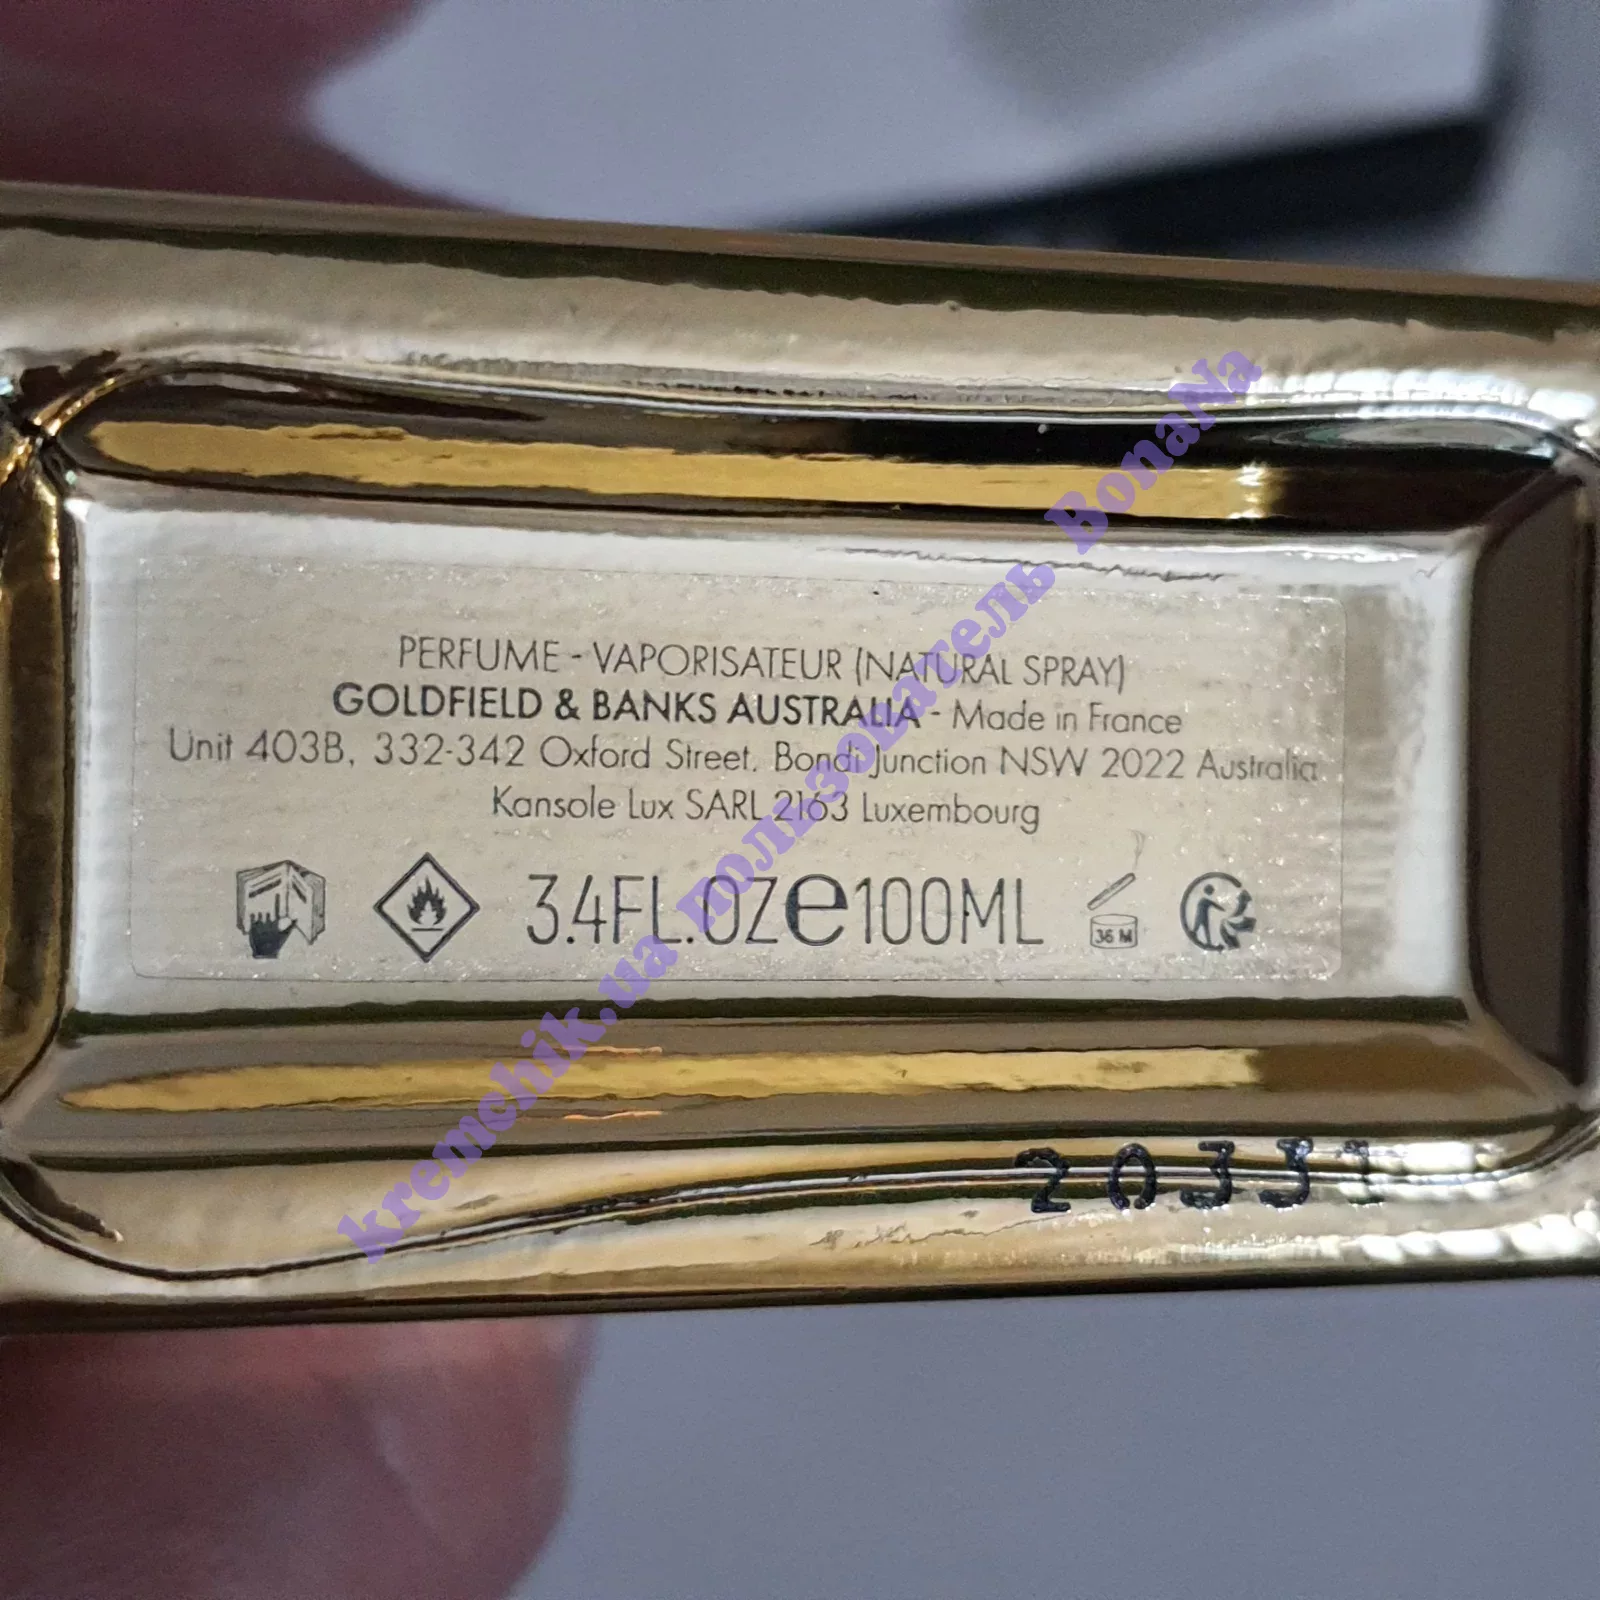 PERFUME - VAPORISATEUR (NATURAL SPRAY)
GOLDFIELD & BANKS AUSTRALIA - Made in France
Unit 403B, 332-342 Oxford Street, Bondi Junction NSW 2022 Australia
Kansole Lux SARL 2163 Luxembourg
3.4FL.OZ℮100ML
36 M
20331
kremchik.ua пользователь BonaNa